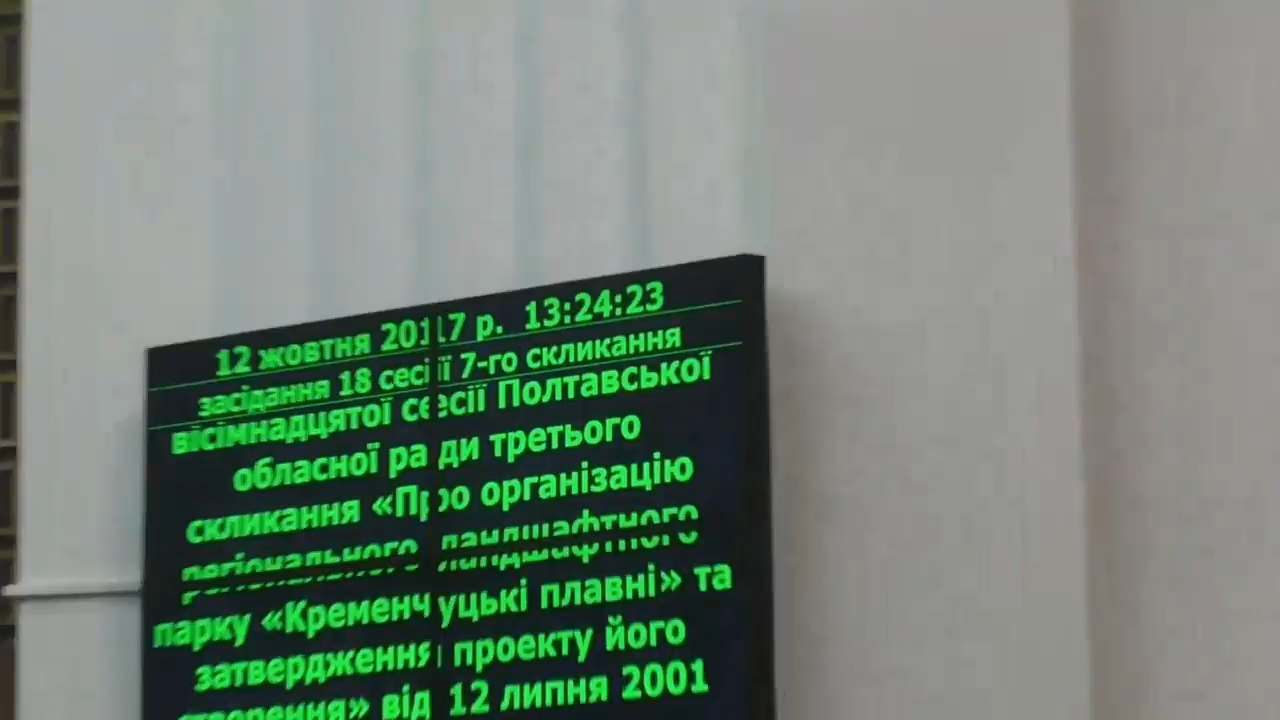 12 жовтня 2017 р. 13:24:23
засідання 18 сесії 7-го скликання
вісімнадцятої сесії Полтавської
обласної ради третього
скликання «Про організацію
регіонального ландшафтного
парку «Кременчуцькі плавні» та
затвердження проекту його
створення» від 12 липня 2001